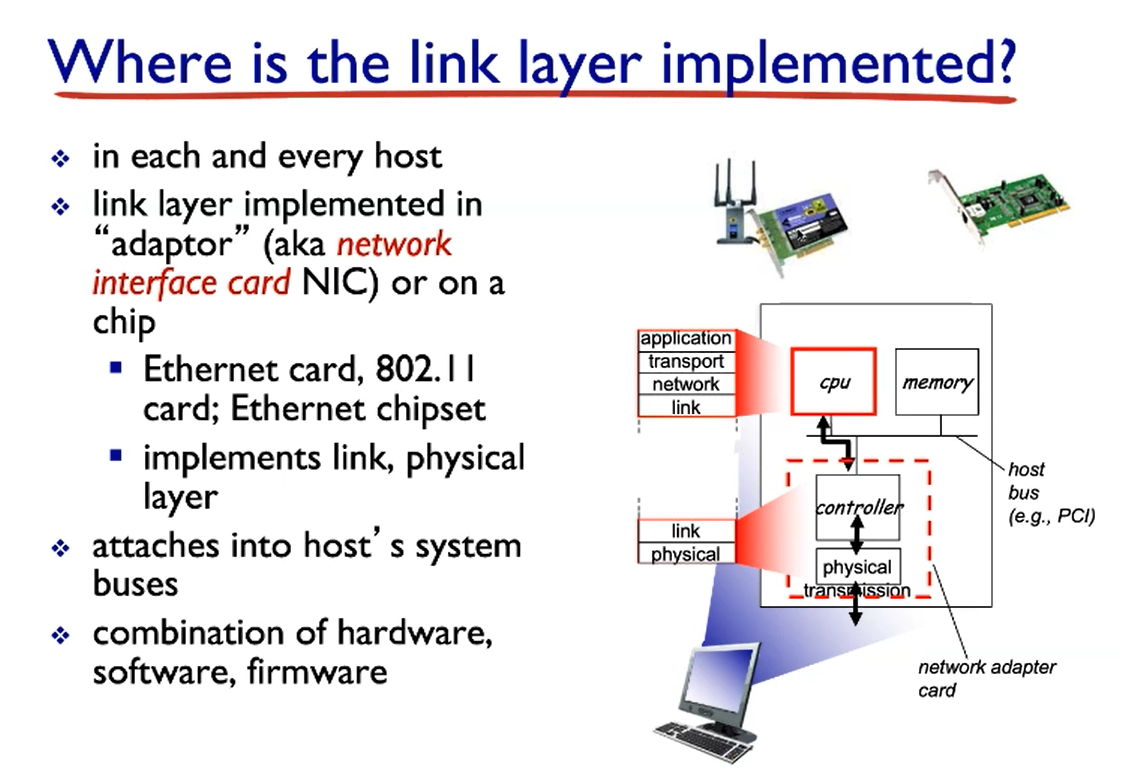 Where is the link layer implemented?
❖ in each and every host
❖ link layer implemented in
“adaptor” (aka network
interface card NIC) or on a
chip
▪ Ethernet card, 802.11
card; Ethernet chipset
▪ implements link, physical
layer
❖ attaches into host’s system
buses
❖ combination of hardware,
software, firmware
application
transport
network
link
cpu
memory
host
bus
(e.g., PCI)
controller
link
physical
physical
transmission
network adapter
card